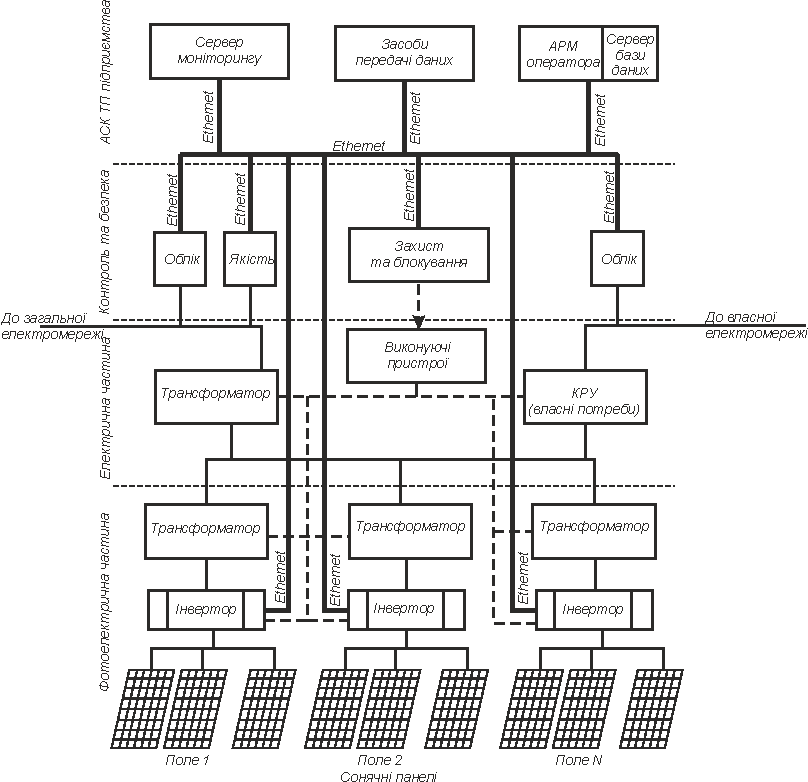 АСК ТП підприємства
Сервер
моніторингу
Засоби
передачі даних
АРМ
оператора
Сервер
бази
даних
Ethernet
Ethernet
Ethernet
Ethernet
Контроль та безпека
Ethernet
Ethernet
Ethernet
Ethernet
Облік
Якість
Захист
та блокування
Облік
До загальної
електромережі
До власної
електромережі
Електрична частина
Виконуючі
пристрої
Трансформатор
КРУ
(власні потреби)
Фотоелектрична частина
Трансформатор
Трансформатор
Трансформатор
Ethernet
Ethernet
Ethernet
Інвертор
Інвертор
Інвертор
Поле 1
Поле 2
Поле N
Сонячні панелі